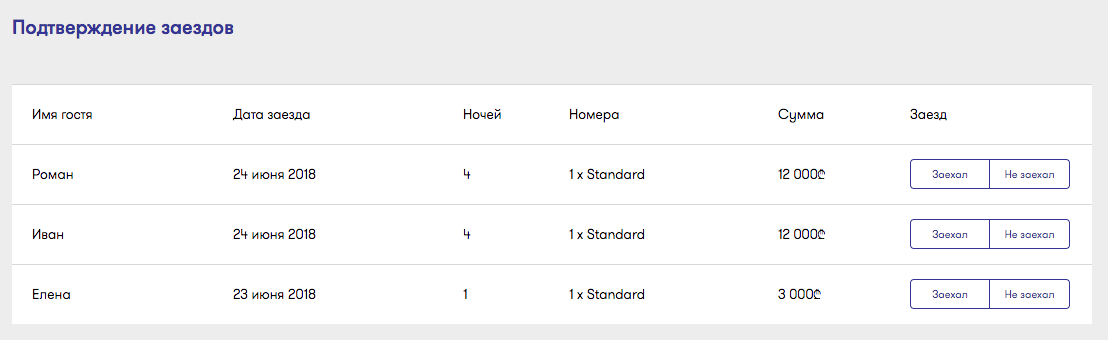 Подтверждение заездов
Имя гостя Дата заезда Ночей Номера Сумма Заезд
Роман 24 июня 2018 4 1 x Standard 12 000₾ Заехал Не заехал
Иван 24 июня 2018 4 1 x Standard 12 000₾ Заехал Не заехал
Елена 23 июня 2018 1 1 x Standard 3 000₾ Заехал Не заехал